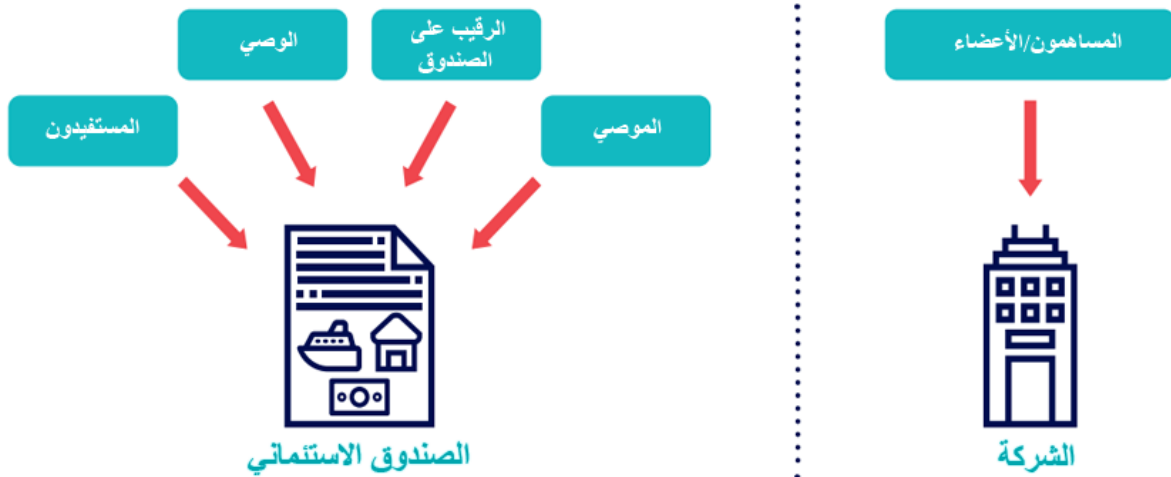 المساهمون/الأعضاء
الرقيب على
الصندوق
الوصي
الموصي
المستفيدون
الشركة
الصندوق الاستئماني